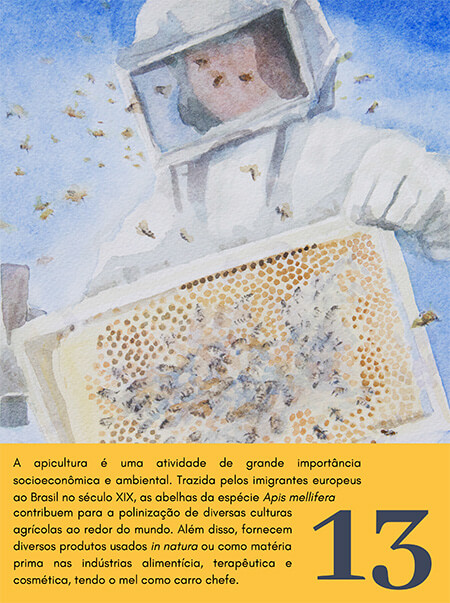 A apicultura é uma atividade de grande importância
socioeconômica e ambiental. Trazida pelos imigrantes europeus
ao Brasil no século XIX, as abelhas da espécie Apis mellifera
contribuem para a polinização de diversas culturas
agrícolas ao redor do mundo. Além disso, fornecem
diversos produtos usados in natura ou como matéria
prima nas indústrias alimentícia, terapêutica e
cosmética, tendo o mel como carro chefe.
13